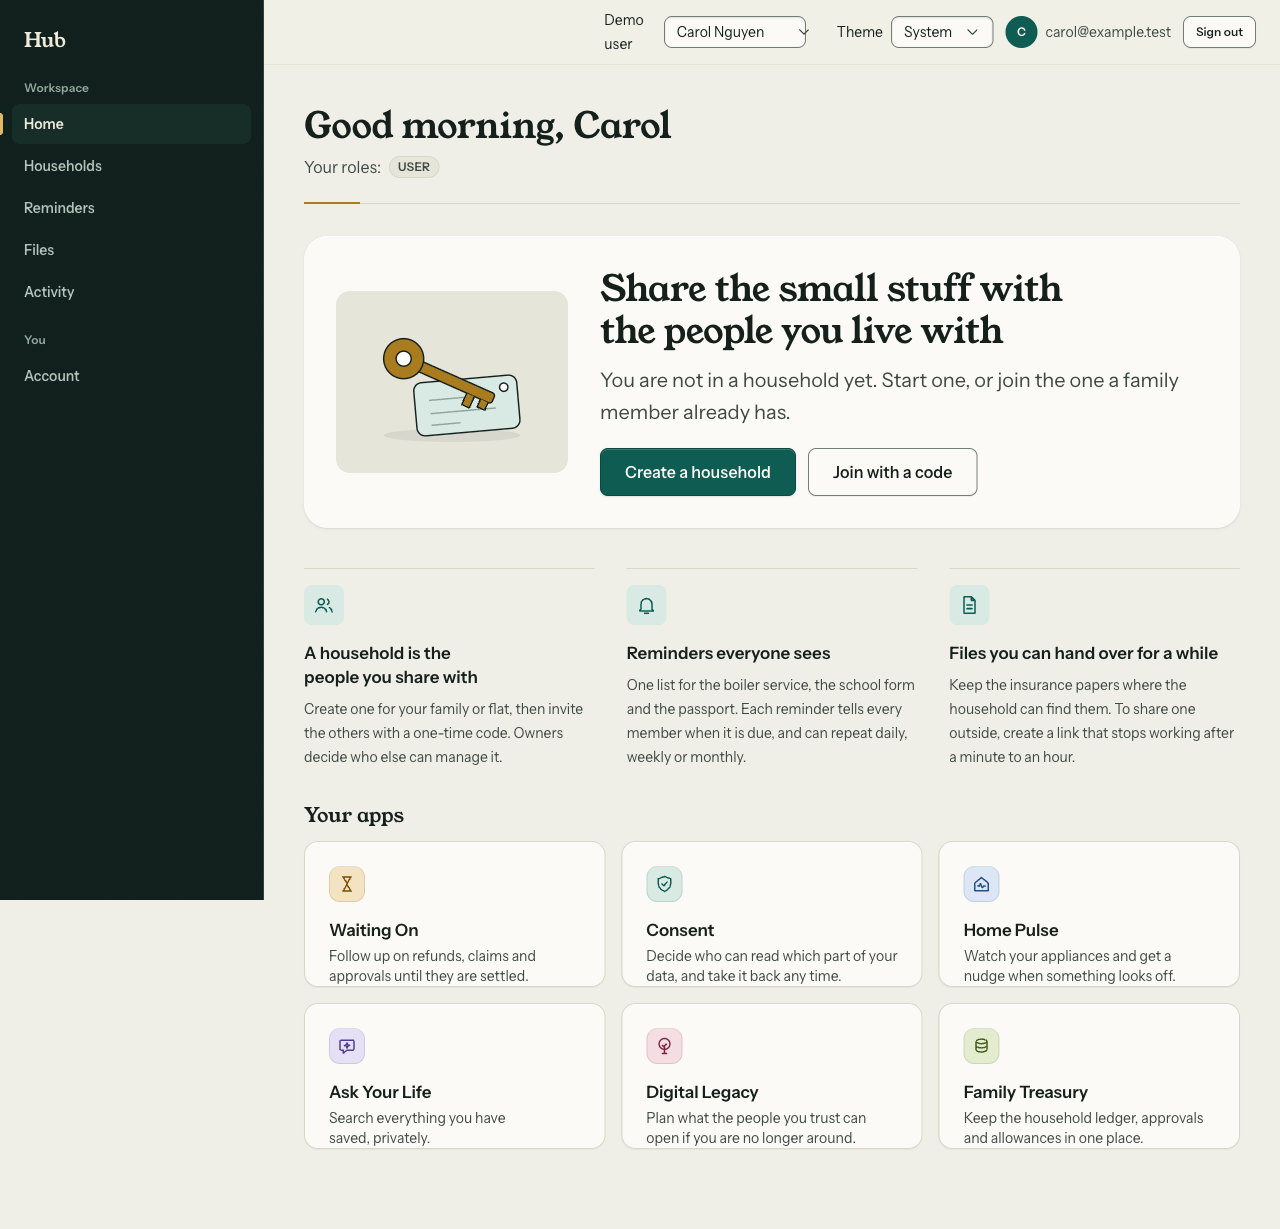 Hub
Workspace
Home
Households
Reminders
Files
Activity
You
Account
Demo
user
Carol Nguyen
Theme
System
C
carol@example.test
Sign out
Good morning, Carol
Your roles: USER
Share the small stuff with
the people you live with
You are not in a household yet. Start one, or join the one a family
member already has.
Create a household
Join with a code
A household is the
people you share with
Create one for your family or flat, then invite
the others with a one-time code. Owners
decide who else can manage it.
Reminders everyone sees
One list for the boiler service, the school form
and the passport. Each reminder tells every
member when it is due, and can repeat daily,
weekly or monthly.
Files you can hand over for a while
Keep the insurance papers where the
household can find them. To share one
outside, create a link that stops working after
a minute to an hour.
Your apps
Waiting On
Follow up on refunds, claims and
approvals until they are settled.
Consent
Decide who can read which part of your
data, and take it back any time.
Home Pulse
Watch your appliances and get a
nudge when something looks off.
Ask Your Life
Search everything you have
saved, privately.
Digital Legacy
Plan what the people you trust can
open if you are no longer around.
Family Treasury
Keep the household ledger, approvals
and allowances in one place.